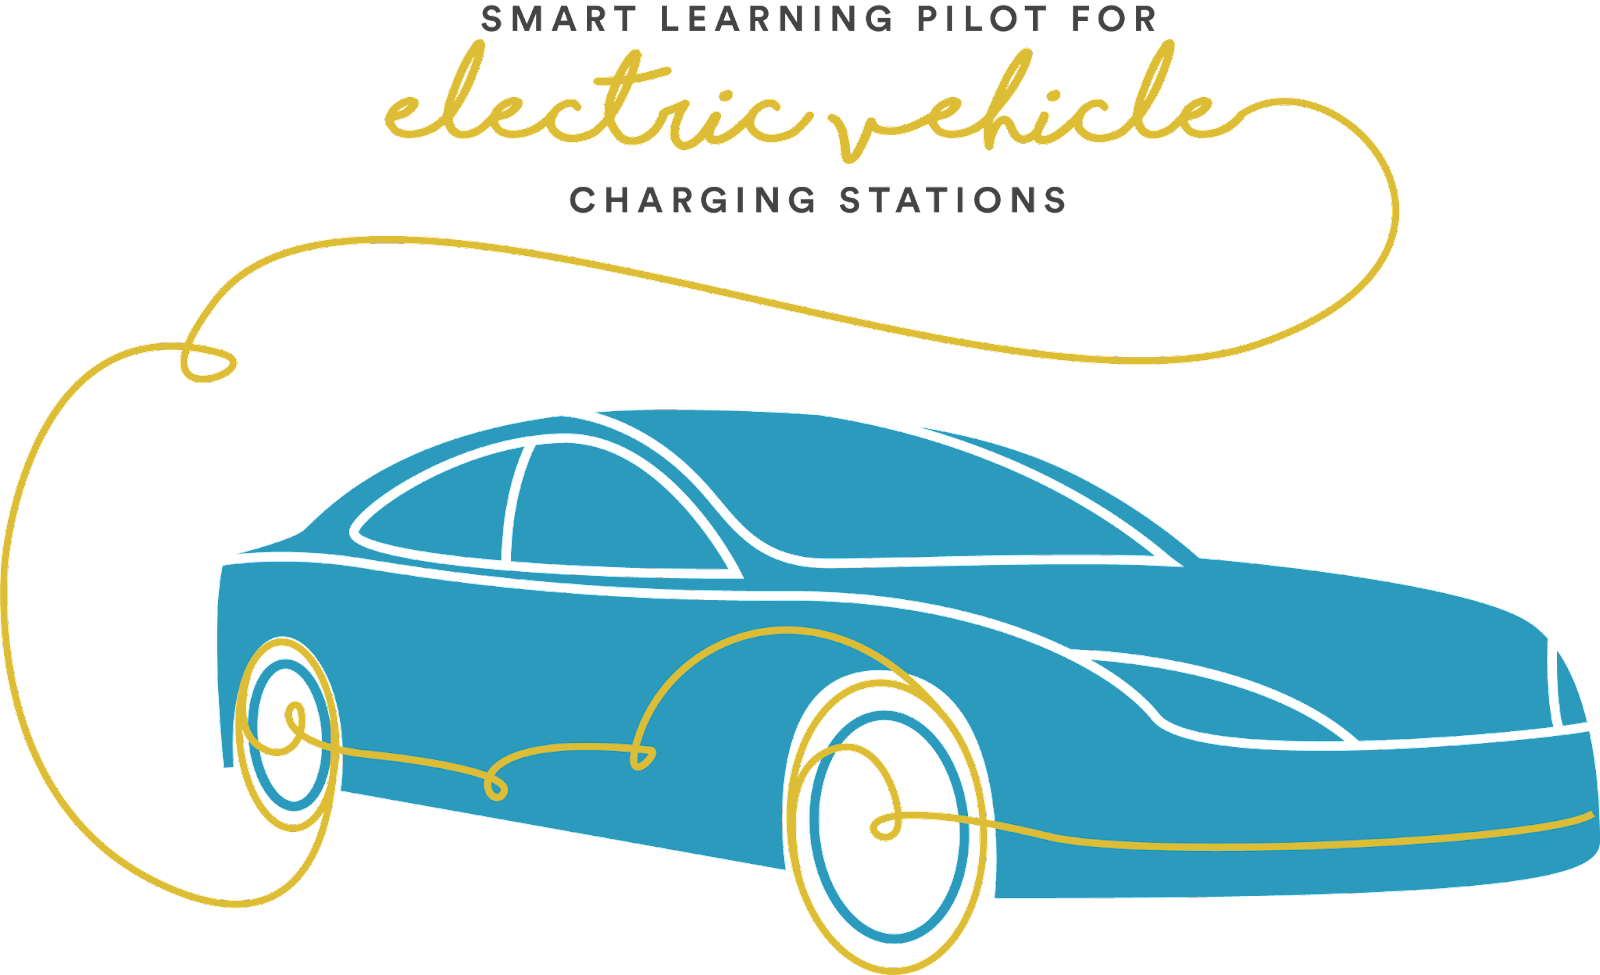 SMART LEARNING PILOT FOR
electric vehicle
CHARGING STATIONS